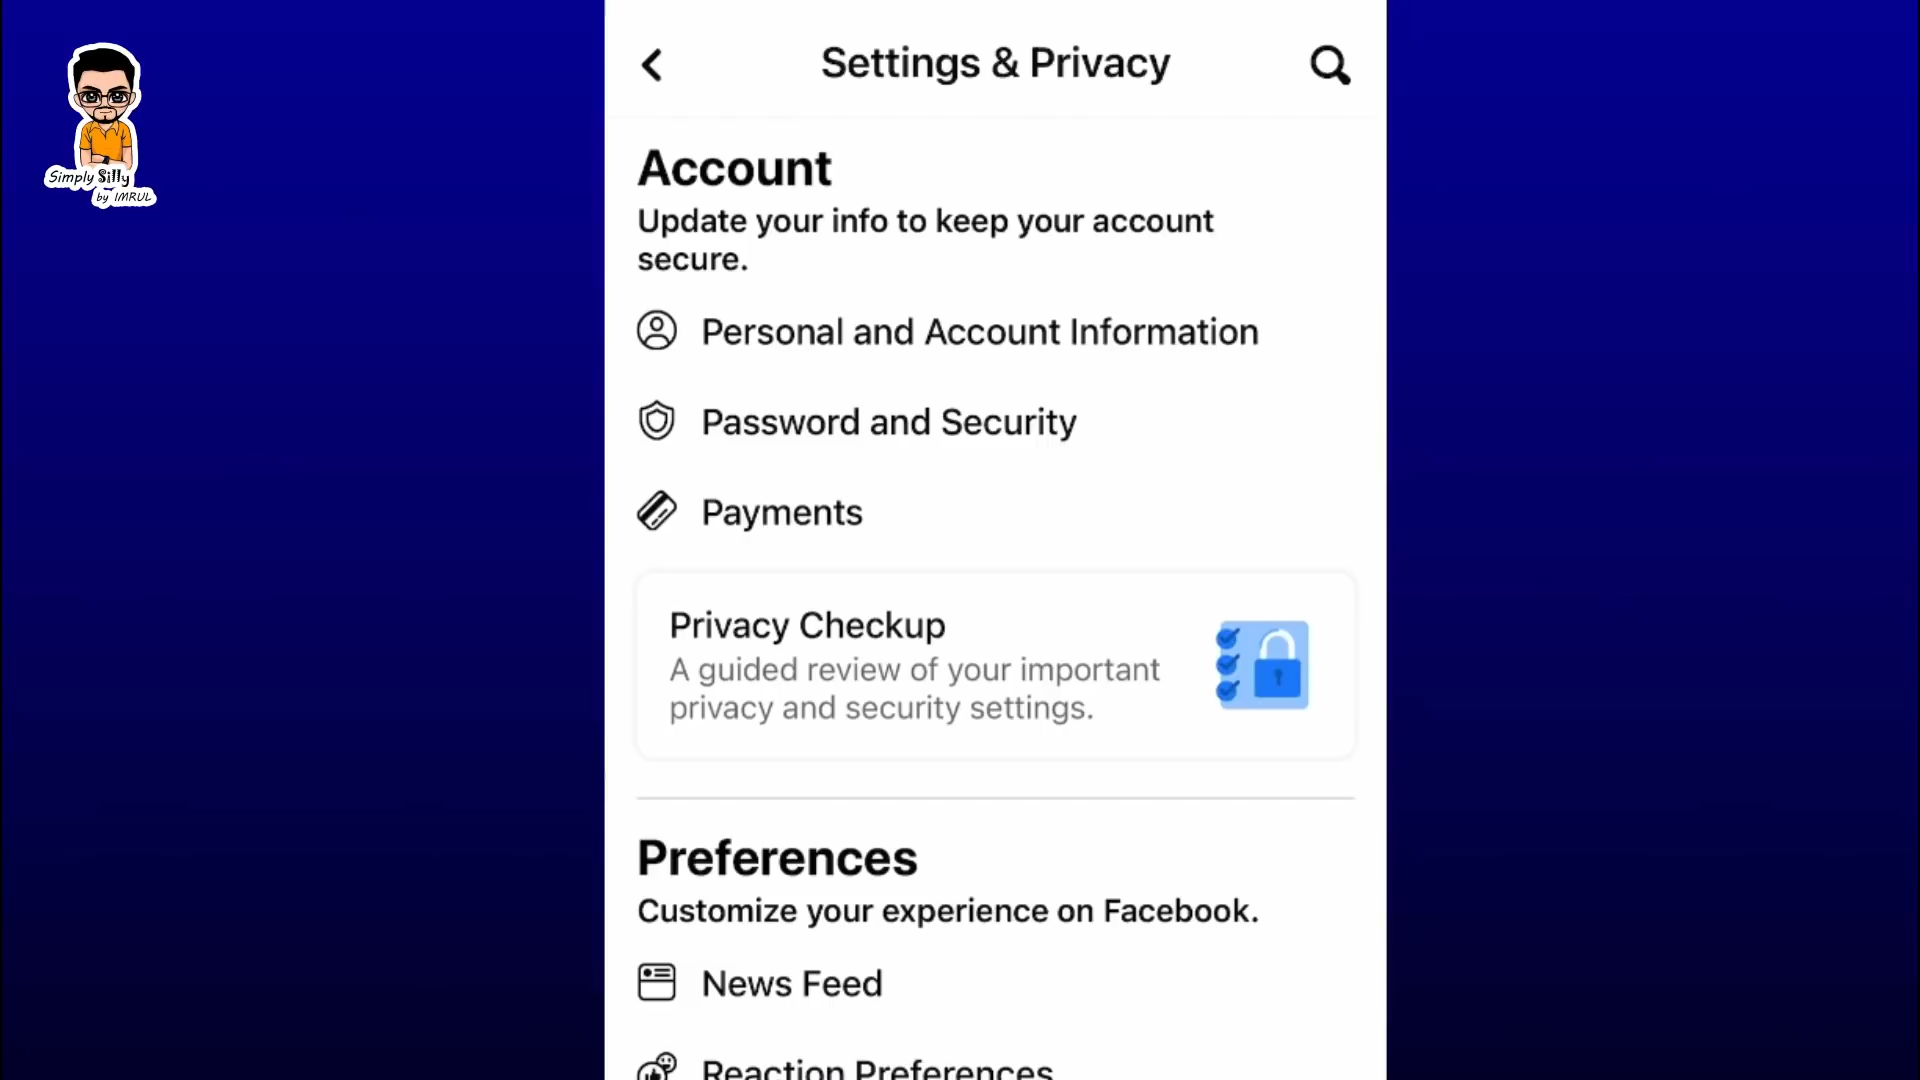 Simply Silly
by IMRUL
Settings & Privacy
Account
Update your info to keep your account
secure.
Personal and Account Information
Password and Security
Payments
Privacy Checkup
A guided review of your important
privacy and security settings.
Preferences
Customize your experience on Facebook.
News Feed
Reaction Preferences